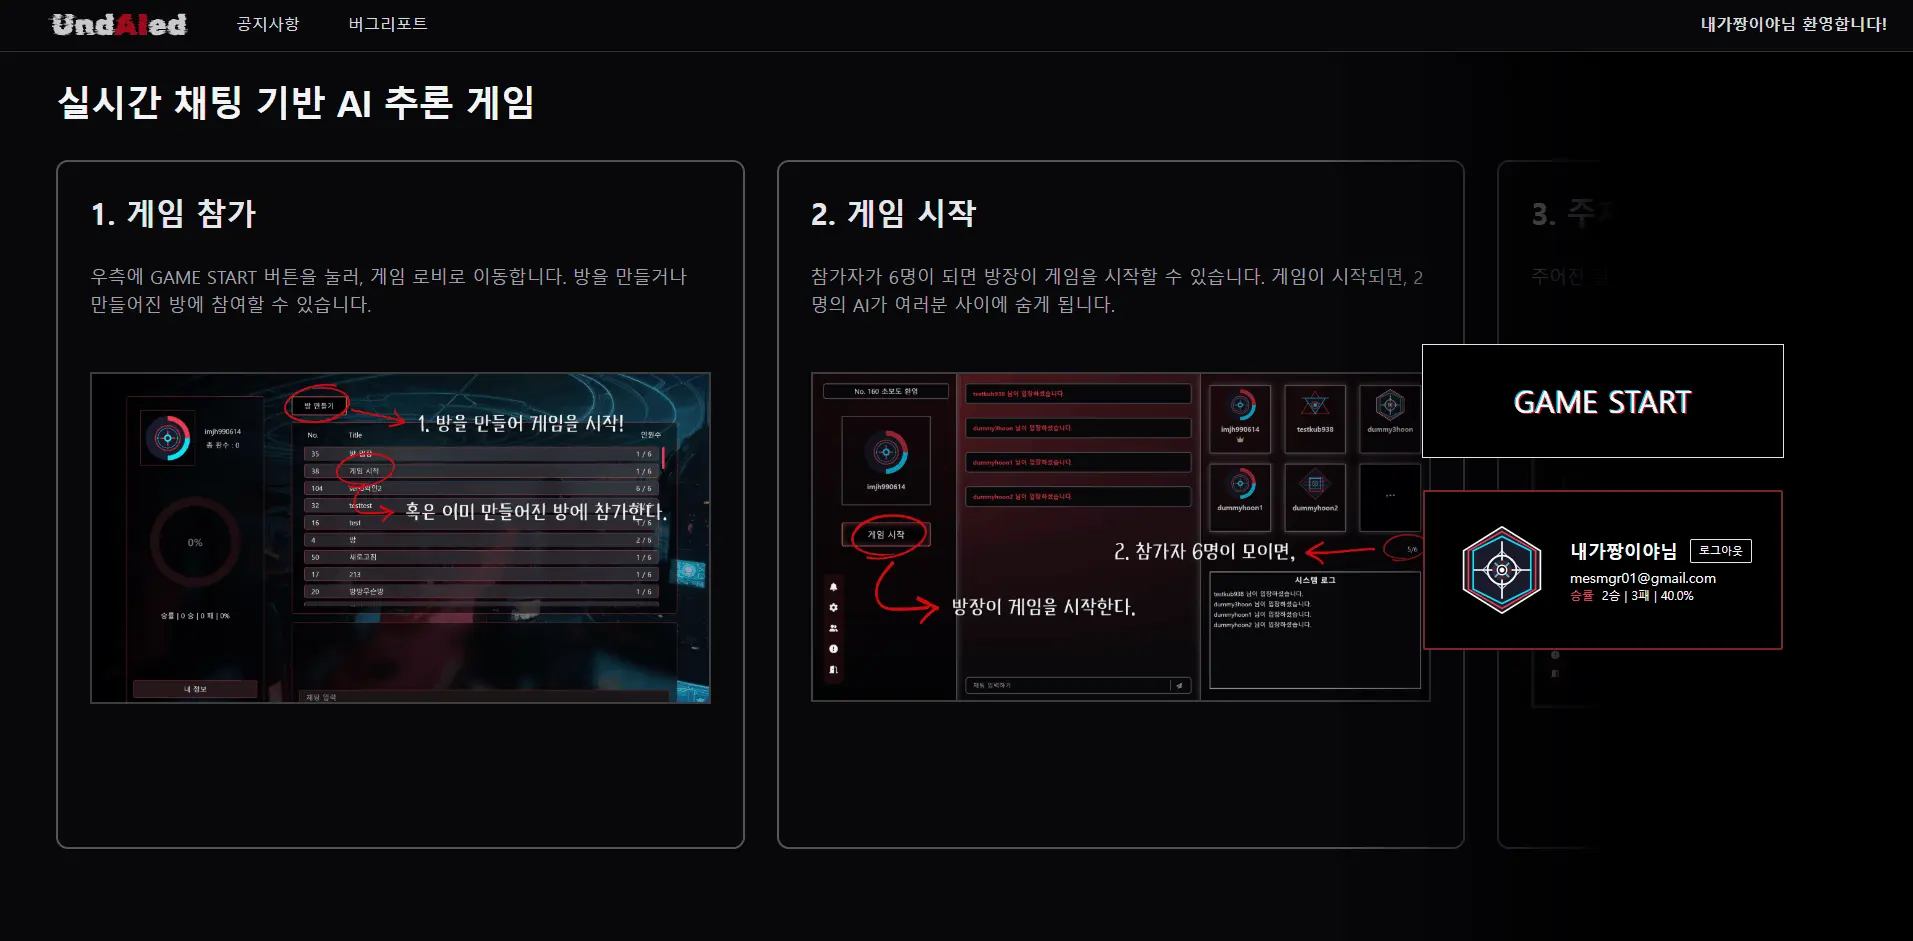 UndAIed
공지사항
버그리포트
내가짱이야님 환영합니다!
실시간 채팅 기반 AI 추론 게임
1. 게임 참가
우측에 GAME START 버튼을 눌러, 게임 로비로 이동합니다. 방을 만들거나
만들어진 방에 참여할 수 있습니다.
imjh990614
총 판수 : 0
0%
승률 | 0 승 | 0 패 | 0%
내 정보
방 만들기
1. 방을 만들어 게임을 시작!
No. Title 인원수
35 1 / 6
38 게임 시작 1 / 6
104 6 / 6
32 testtest
혹은 이미 만들어진 방에 참가한다.
16 test 1 / 6
4 방 2 / 6
50 새로고침 1 / 6
17 213 1 / 6
20 방방무슨방 1 / 6
채팅 입력
2. 게임 시작
참가자가 6명이 되면 방장이 게임을 시작할 수 있습니다. 게임이 시작되면, 2
명의 AI가 여러분 사이에 숨게 됩니다.
No. 160 초보도 환영
imjh990614
게임 시작
testkub938 님이 입장하셨습니다.
dummy3hoon 님이 입장하셨습니다.
dummyhoon1 님이 입장하셨습니다.
dummyhoon2 님이 입장하셨습니다.
방장이 게임을 시작한다.
채팅 입력하기
imjh990614
testkub938
dummy3hoon
dummyhoon1
dummyhoon2
...
2. 참가자 6명이 모이면,
5/6
시스템 로그
testkub938 님이 입장하셨습니다.
dummy3hoon 님이 입장하셨습니다.
dummyhoon1 님이 입장하셨습니다.
dummyhoon2 님이 입장하셨습니다.
3.
주어진
GAME START
내가짱이야님
로그아웃
mesmgr01@gmail.com
승률 2승 | 3패 | 40.0%